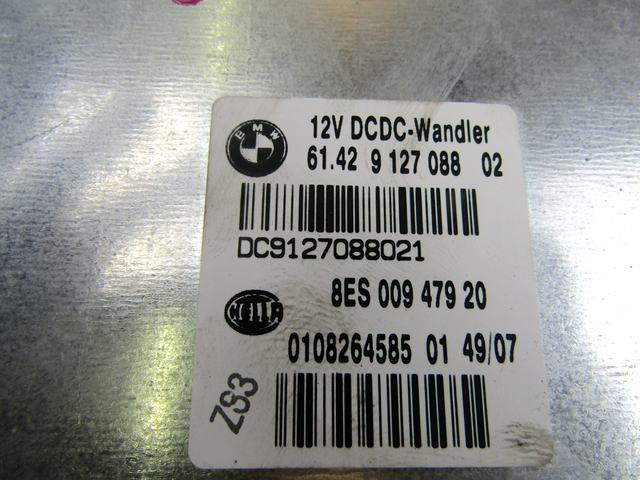 BMW
12V DCDC-Wandler
61.42 9 127 088 02
DC9127088021
8ES 009 479 20
HELLA
0108264585 01 49/07
ZS3